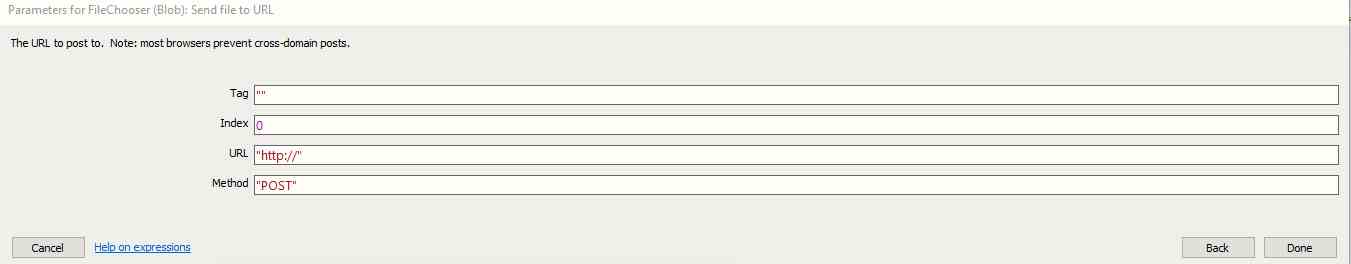 Parameters for FileChooser (Blob): Send file to URL
The URL to post to.  Note: most browsers prevent cross-domain posts.
Tag ""
Index 0
URL "http://"
Method "POST"
Cancel Help on expressions Back Done